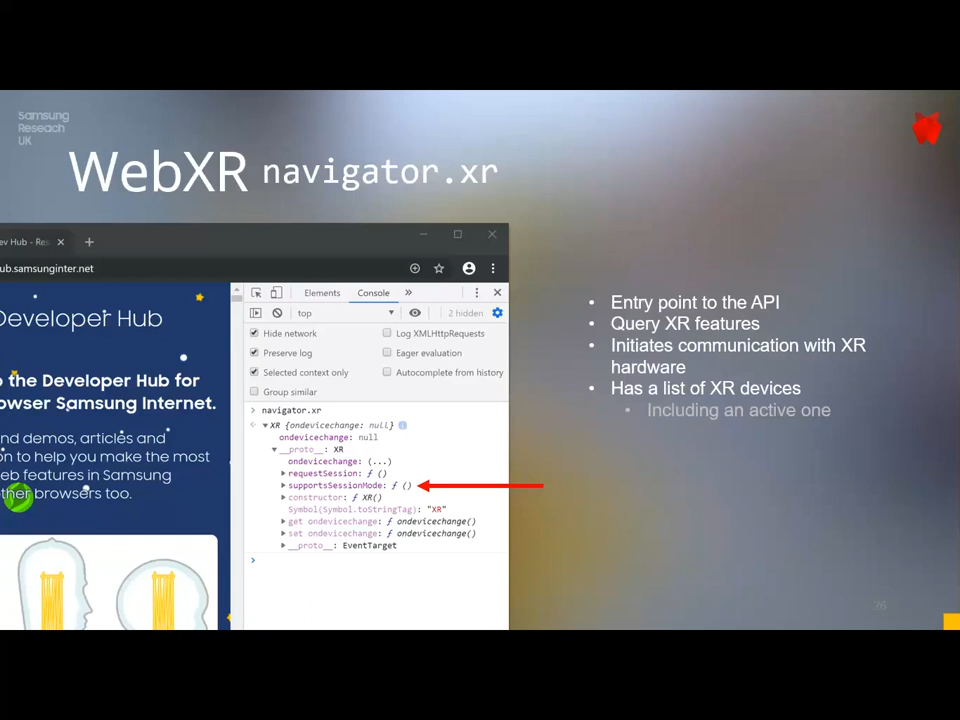 Samsung
Reseach
UK
WebXR navigator.xr
ev Hub - Res
ub.samsunginter.net
Developer Hub
o the Developer Hub for
owser Samsung Internet.
nd demos, articles and
on to help you make the most
eb features in Samsung
ther browsers too.
Elements Console »
top
2 hidden
Hide network
Log XMLHttpRequests
Preserve log
Eager evaluation
Selected context only
Autocomplete from history
Group similar
> navigator.xr
XR {ondevicechange: null}
ondevicechange: null
__proto__: XR
ondevicechange: (...)
requestSession: ƒ ()
supportsSessionMode: ƒ ()
constructor: ƒ XR()
Symbol(Symbol.toStringTag): "XR"
get ondevicechange: ƒ ondevicechange()
set ondevicechange: ƒ ondevicechange()
__proto__: EventTarget
>
• Entry point to the API
• Query XR features
• Initiates communication with XR
hardware
• Has a list of XR devices
• Including an active one
26